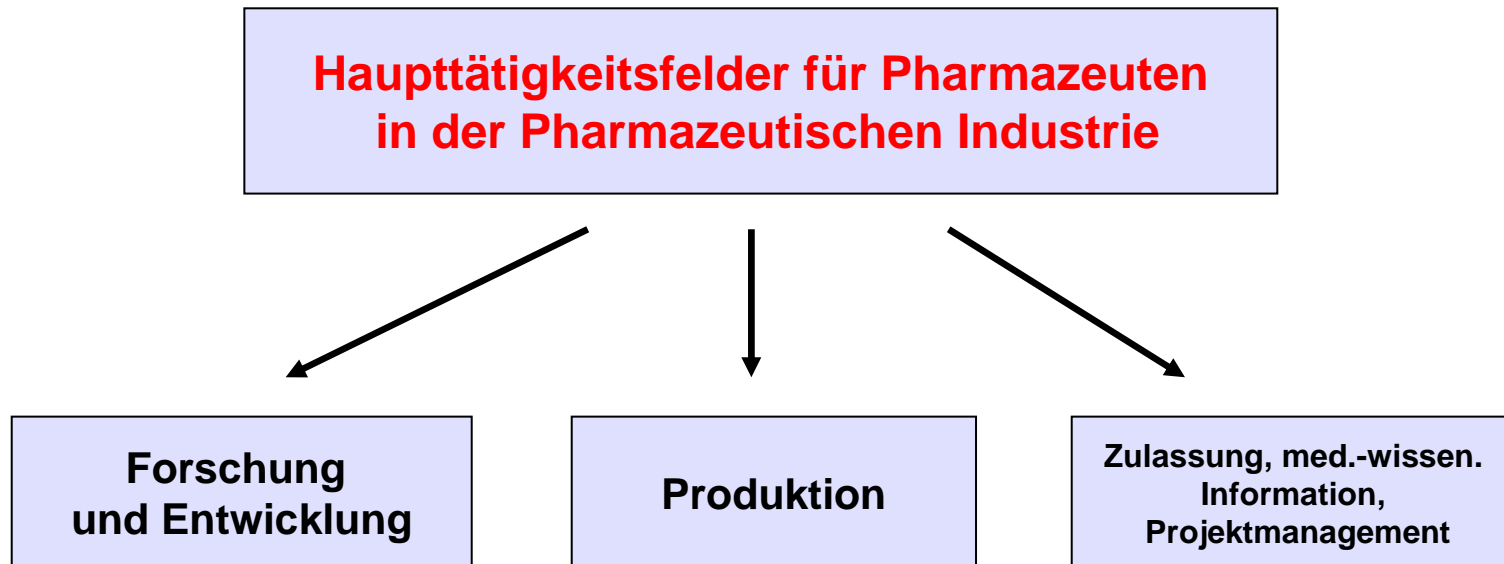 Haupttätigkeitsfelder für Pharmazeuten
in der Pharmazeutischen Industrie
Forschung
und Entwicklung
Produktion
Zulassung, med.-wissen.
Information,
Projektmanagement